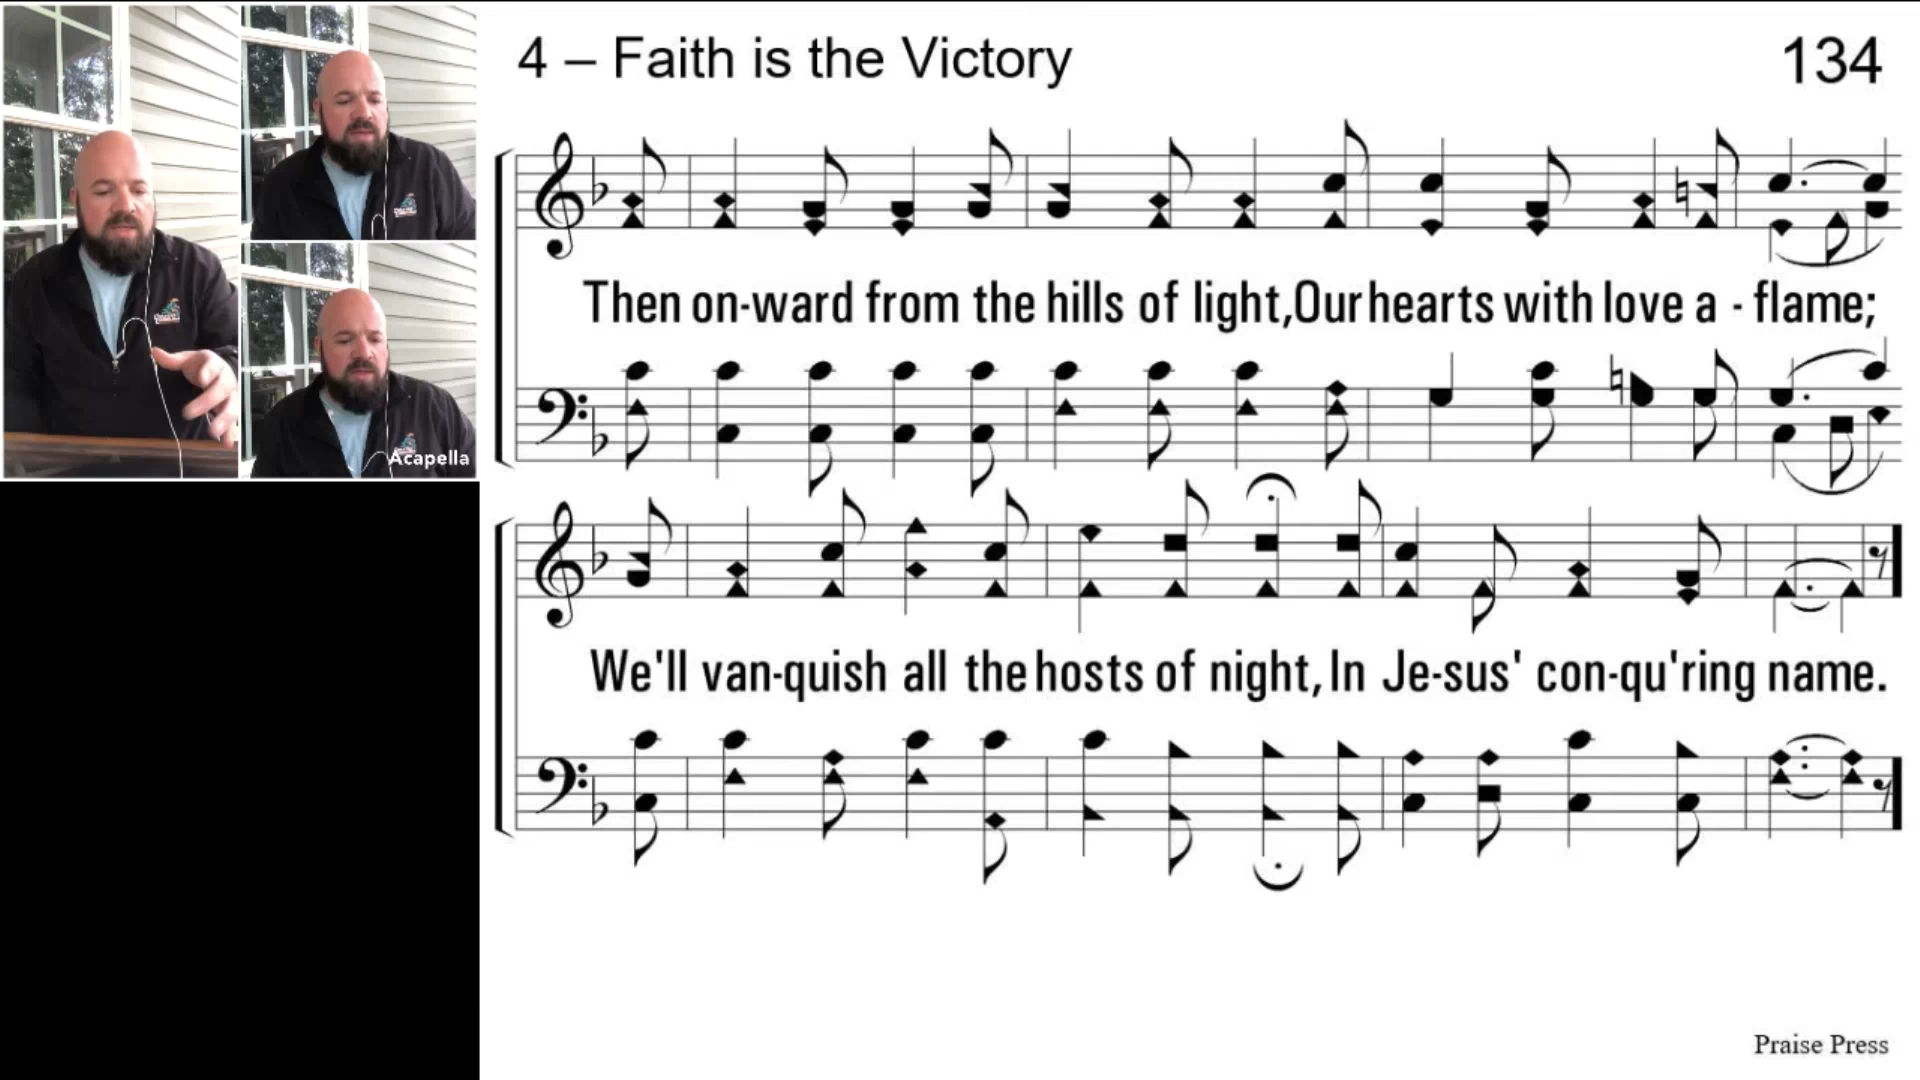 4 – Faith is the Victory
134
Then on-ward from the hills of light,Our hearts with love a - flame;
We'll van-quish all the hosts of night,In Je-sus' con-qu'ring name.
Acapella
Praise Press